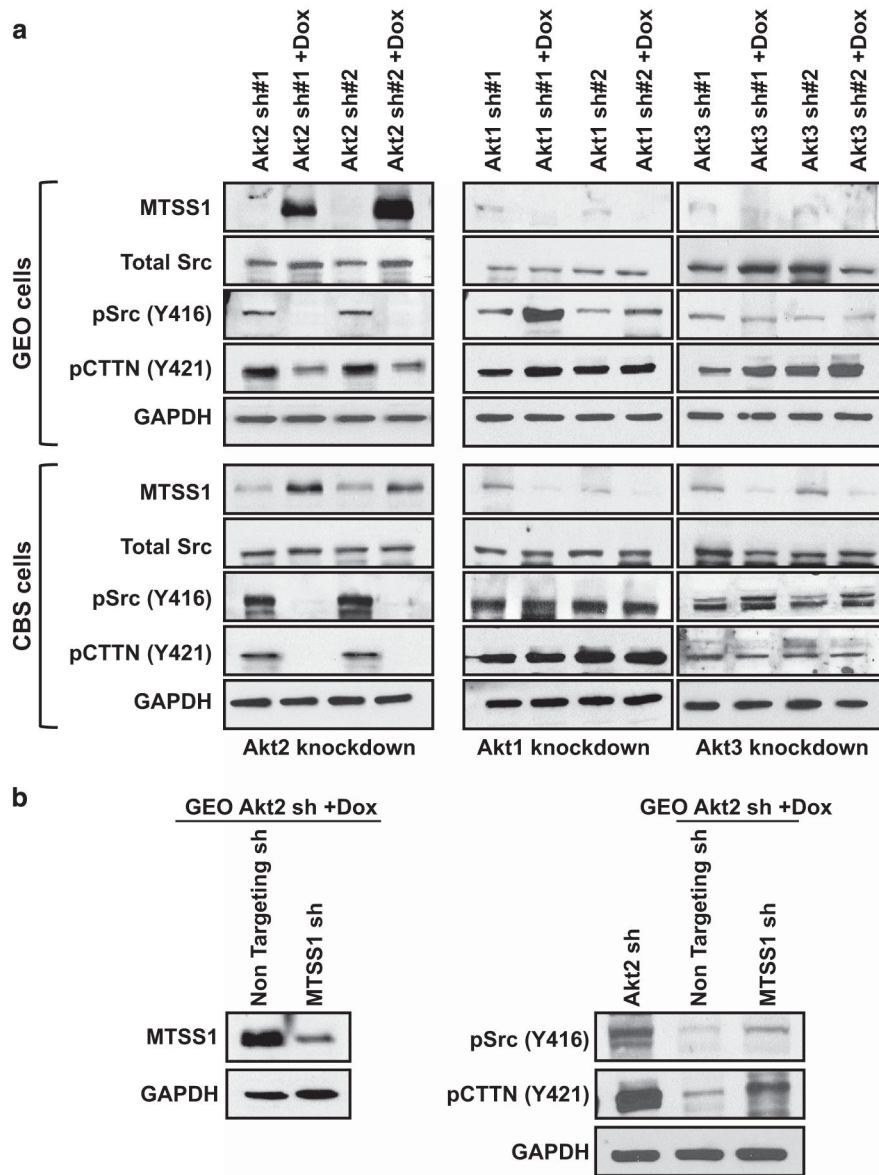 a
Akt2 sh#1
Akt2 sh#1 +Dox
Akt2 sh#2
Akt2 sh#2 +Dox
Akt1 sh#1
Akt1 sh#1 +Dox
Akt1 sh#2
Akt1 sh#2 +Dox
Akt3 sh#1
Akt3 sh#1 +Dox
Akt3 sh#2
Akt3 sh#2 +Dox
GEO cells
MTSS1
Total Src
pSrc (Y416)
pCTTN (Y421)
GAPDH
CBS cells
MTSS1
Total Src
pSrc (Y416)
pCTTN (Y421)
GAPDH
Akt2 knockdown
Akt1 knockdown
Akt3 knockdown
b
GEO Akt2 sh +Dox
Non Targeting sh
MTSS1 sh
MTSS1
GAPDH
GEO Akt2 sh +Dox
Akt2 sh
Non Targeting sh
MTSS1 sh
pSrc (Y416)
pCTTN (Y421)
GAPDH